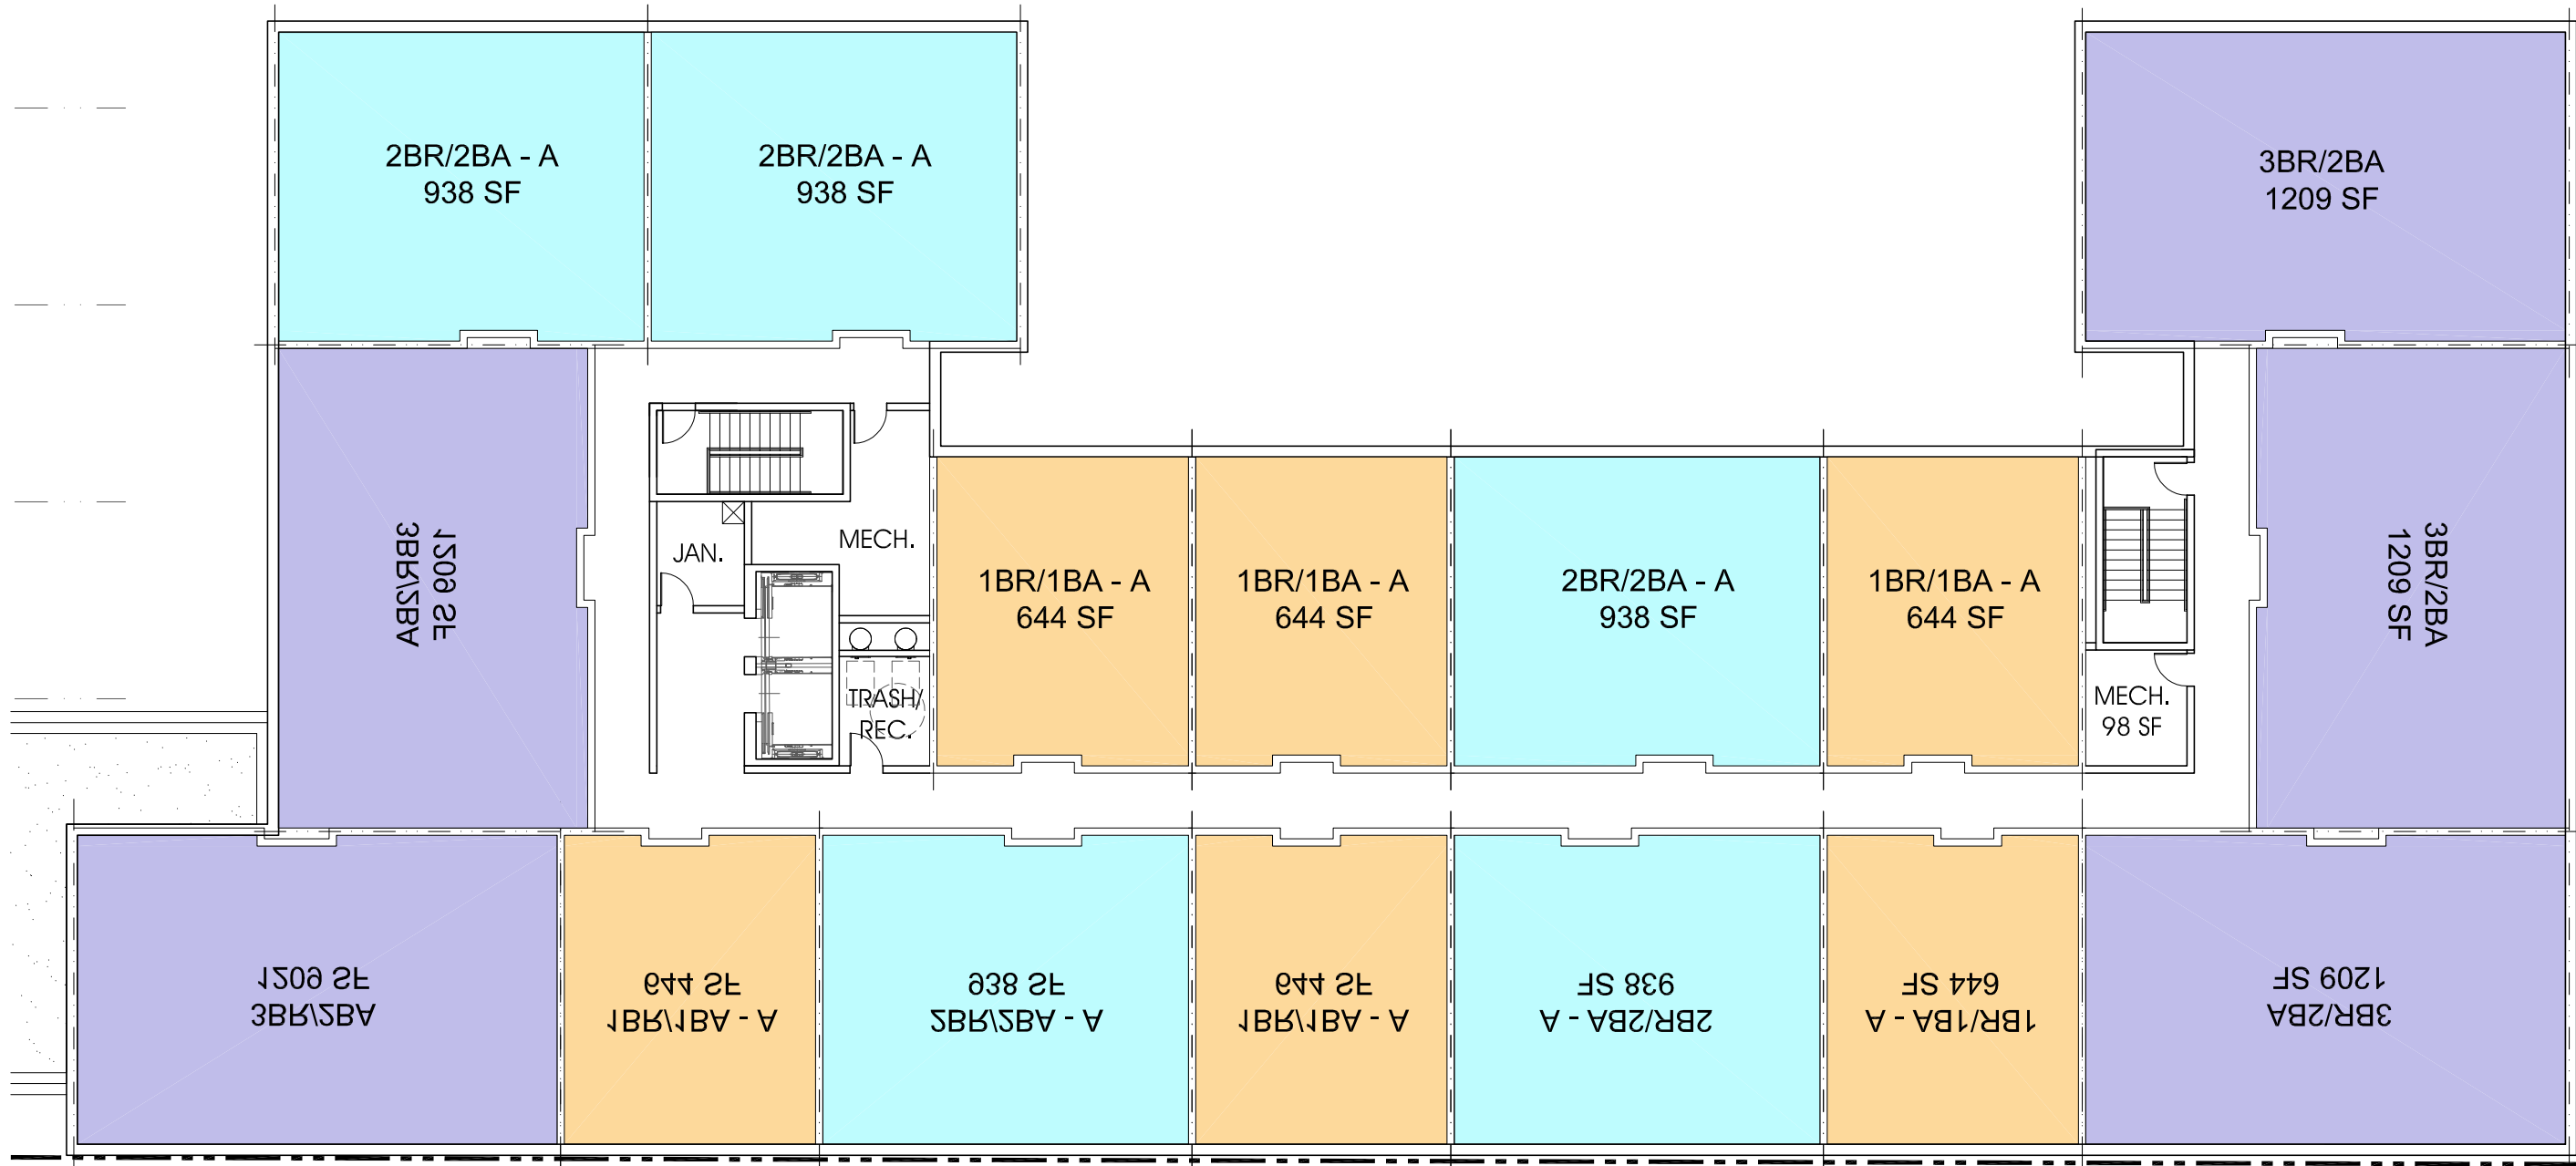 2BR/2BA - A
938 SF
2BR/2BA - A
938 SF
3BR/2BA
1209 SF
3BR/2BA
1209 SF
JAN.
MECH.
1BR/1BA - A
644 SF
1BR/1BA - A
644 SF
2BR/2BA - A
938 SF
1BR/1BA - A
644 SF
3BR/2BA
1209 SF
TRASH/
REC.
MECH.
98 SF
3BR/2BA
1209 SF
1BR/1BA - A
644 SF
2BR/2BA - A
938 SF
1BR/1BA - A
644 SF
2BR/2BA - A
938 SF
1BR/1BA - A
644 SF
3BR/2BA
1209 SF